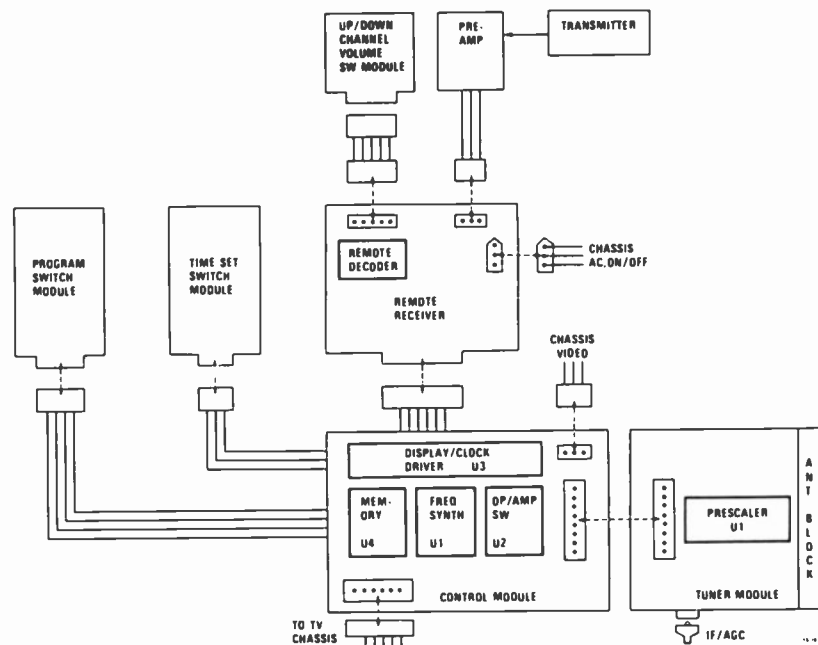 UP/DOWN
CHANNEL
VOLUME
SW MODULE
PRE-
AMP
TRANSMITTER
PROGRAM
SWITCH
MODULE
TIME SET
SWITCH
MODULE
REMOTE
DECODER
REMOTE
RECEIVER
CHASSIS
AC, ON/OFF
CHASSIS
VIDEO
DISPLAY/CLOCK
DRIVER U3
MEM-
ORY
U4
FREQ
SYNTH
U1
OP/AMP
SW
U2
CONTROL MODULE
PRESCALER
U1
ANT BLOCK
TUNER MODULE
TO TV
CHASSIS
IF/AGC